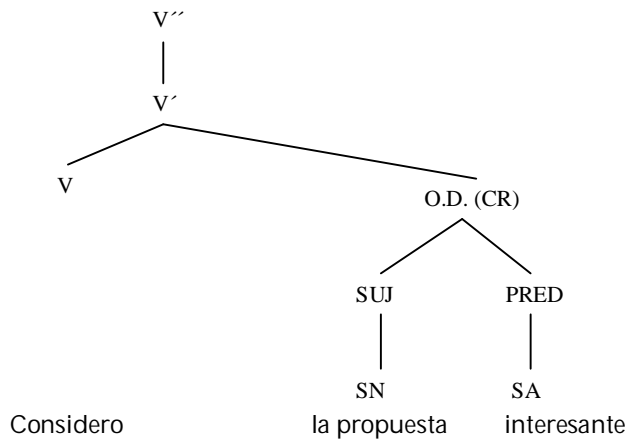 V´´
V´
V
O.D. (CR)
SUJ PRED
SN SA
Considero la propuesta interesante